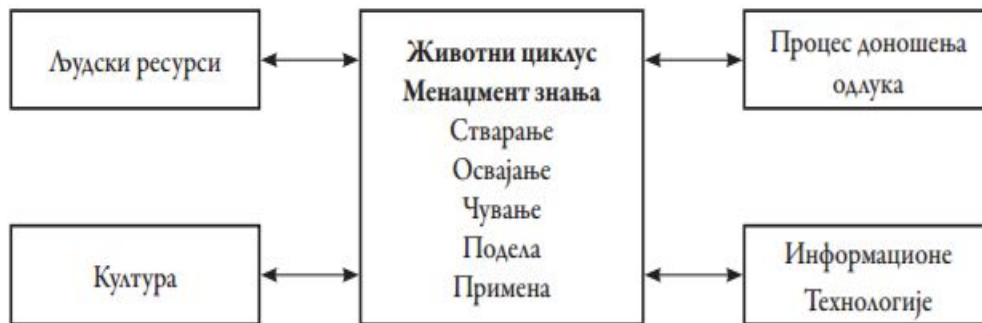 Људски ресурси
Култура
Животни циклус
Менаџмент знања
Стварање
Освајање
Чување
Подела
Примена
Процес доношења
одлука
Информационе
Технологије